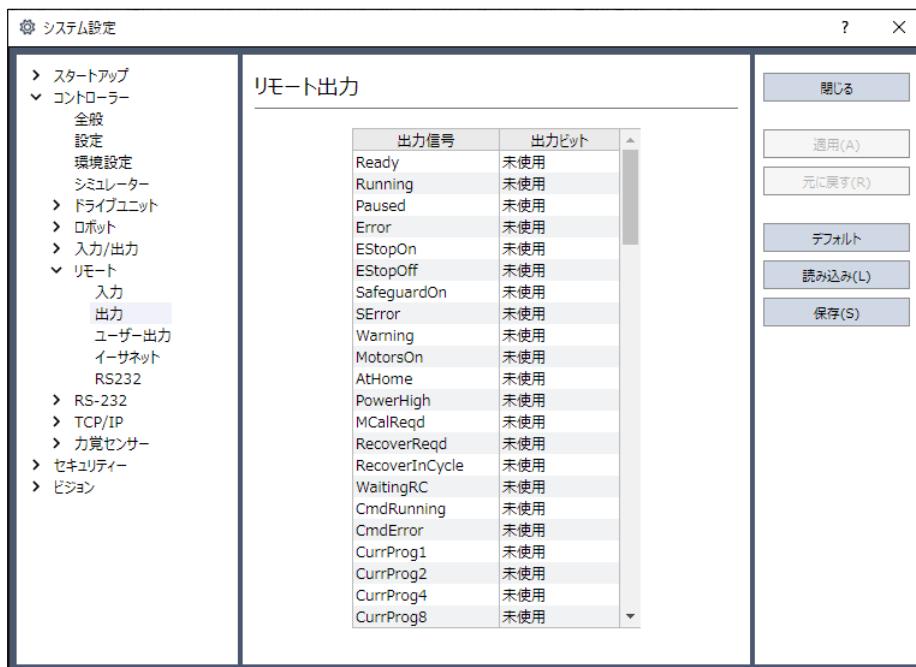 システム設定
?
スタートアップ
コントローラー
全般
設定
環境設定
シミュレーター
ドライブユニット
ロボット
入力/出力
リモート
入力
出力
ユーザー出力
イーサネット
RS232
RS-232
TCP/IP
力覚センサー
セキュリティー
ビジョン
リモート出力
出力信号 出力ビット
Ready 未使用
Running 未使用
Paused 未使用
Error 未使用
EStopOn 未使用
EStopOff 未使用
SafeguardOn 未使用
SError 未使用
Warning 未使用
MotorsOn 未使用
AtHome 未使用
PowerHigh 未使用
MCalReqd 未使用
RecoverReqd 未使用
RecoverInCycle 未使用
WaitingRC 未使用
CmdRunning 未使用
CmdError 未使用
CurrProg1 未使用
CurrProg2 未使用
CurrProg4 未使用
CurrProg8 未使用
閉じる
適用(A)
元に戻す(R)
デフォルト
読み込み(L)
保存(S)